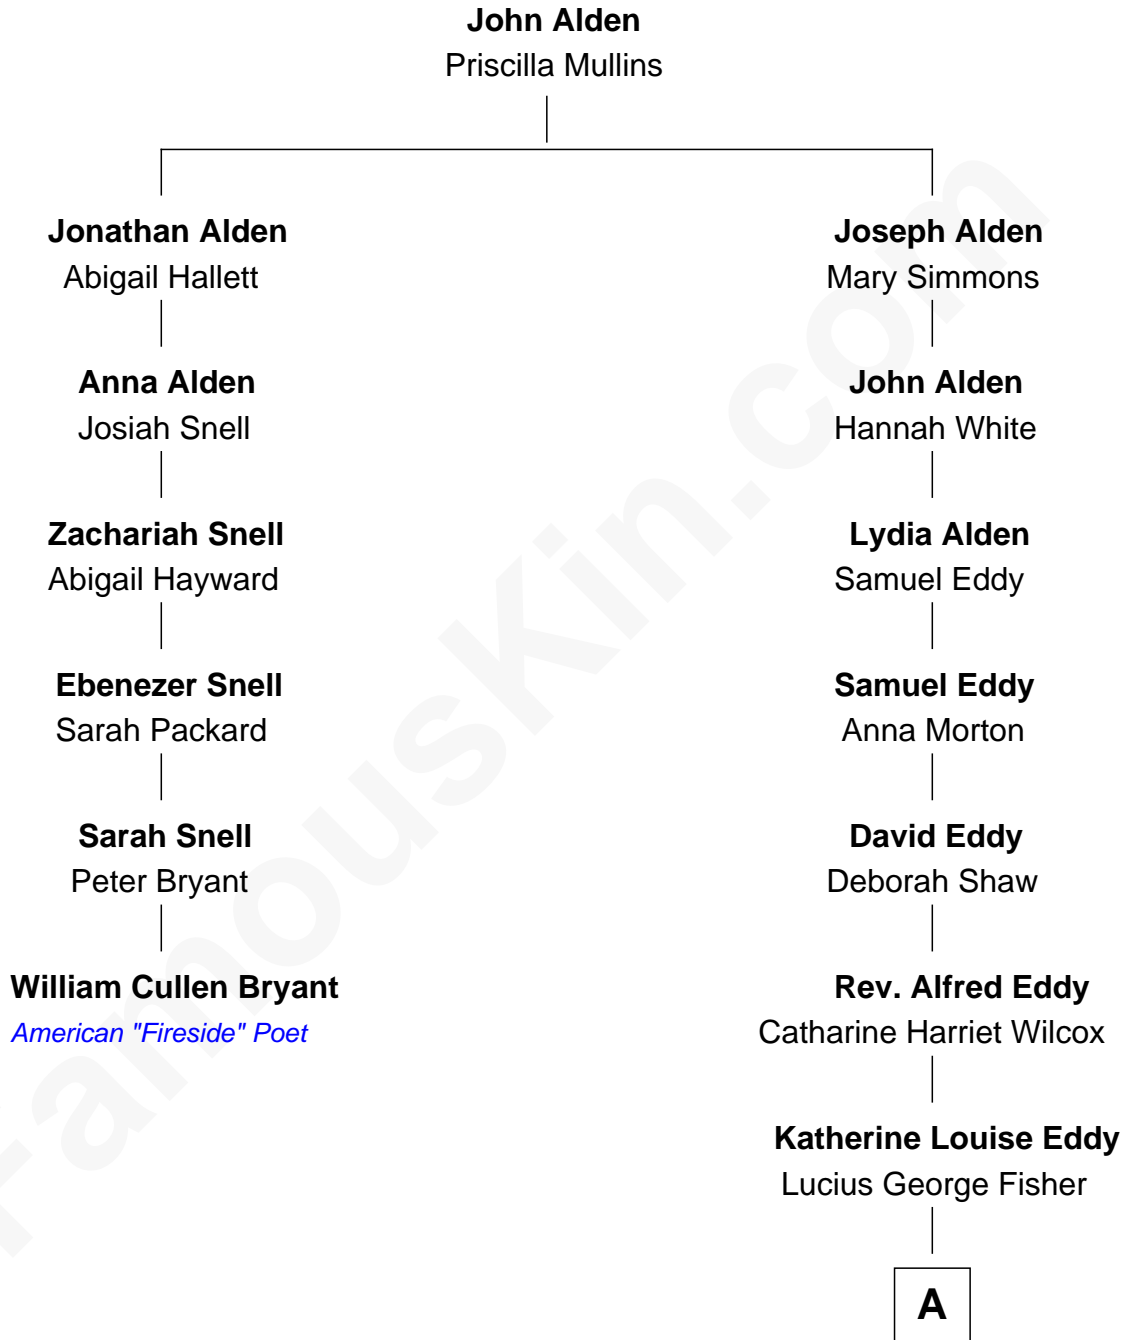 John Alden
Priscilla Mullins
Jonathan Alden
Abigail Hallett
Joseph Alden
Mary Simmons
Anna Alden
Josiah Snell
John Alden
Hannah White
Zachariah Snell
Abigail Hayward
Lydia Alden
Samuel Eddy
Ebenezer Snell
Sarah Packard
Samuel Eddy
Anna Morton
Sarah Snell
Peter Bryant
David Eddy
Deborah Shaw
William Cullen Bryant
American "Fireside" Poet
Rev. Alfred Eddy
Catharine Harriet Wilcox
Katherine Louise Eddy
Lucius George Fisher
A
FamousKin.com